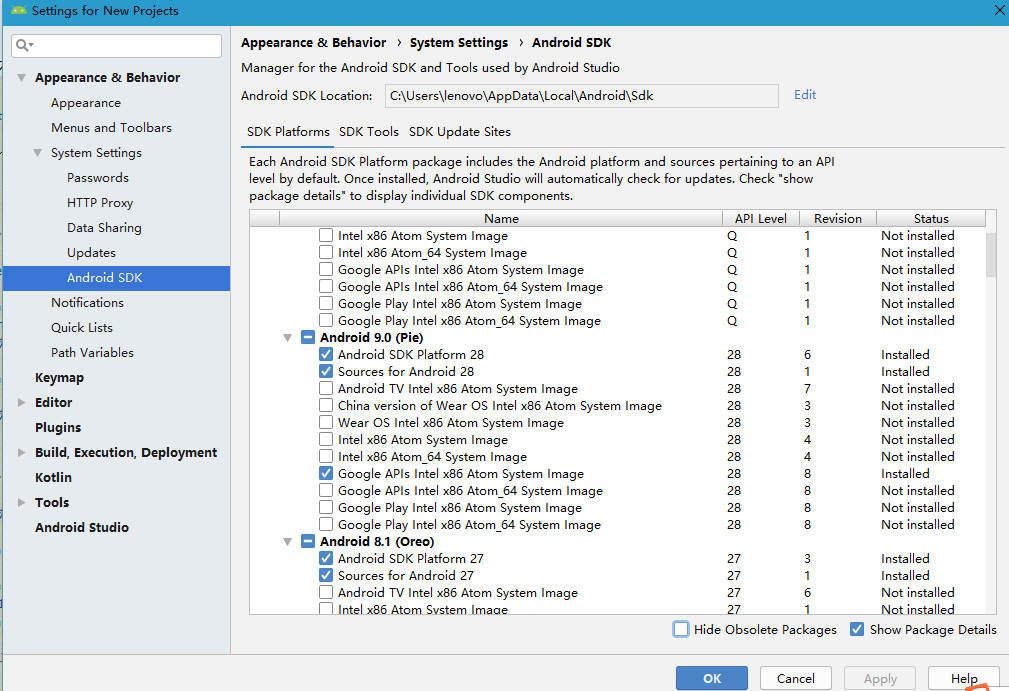 Settings for New Projects
Appearance & Behavior
Appearance
Menus and Toolbars
System Settings
Passwords
HTTP Proxy
Data Sharing
Updates
Android SDK
Notifications
Quick Lists
Path Variables
Keymap
Editor
Plugins
Build, Execution, Deployment
Kotlin
Tools
Android Studio
Appearance & Behavior › System Settings › Android SDK
Manager for the Android SDK and Tools used by Android Studio
Android SDK Location: C:\Users\lenovo\AppData\Local\Android\Sdk Edit
SDK Platforms SDK Tools SDK Update Sites
Each Android SDK Platform package includes the Android platform and sources pertaining to an API
level by default. Once installed, Android Studio will automatically check for updates. Check "show
package details" to display individual SDK components.
Name API Level Revision Status
Intel x86 Atom System Image Q 1 Not installed
Intel x86 Atom_64 System Image Q 1 Not installed
Google APIs Intel x86 Atom System Image Q 1 Not installed
Google APIs Intel x86 Atom_64 System Image Q 1 Not installed
Google Play Intel x86 Atom System Image Q 1 Not installed
Google Play Intel x86 Atom_64 System Image Q 1 Not installed
Android 9.0 (Pie)
Android SDK Platform 28 28 6 Installed
Sources for Android 28 28 1 Installed
Android TV Intel x86 Atom System Image 28 7 Not installed
China version of Wear OS Intel x86 Atom System Image 28 3 Not installed
Wear OS Intel x86 Atom System Image 28 3 Not installed
Intel x86 Atom System Image 28 4 Not installed
Intel x86 Atom_64 System Image 28 4 Not installed
Google APIs Intel x86 Atom System Image 28 8 Installed
Google APIs Intel x86 Atom_64 System Image 28 8 Not installed
Google Play Intel x86 Atom System Image 28 8 Not installed
Google Play Intel x86 Atom_64 System Image 28 8 Not installed
Android 8.1 (Oreo)
Android SDK Platform 27 27 3 Installed
Sources for Android 27 27 1 Installed
Android TV Intel x86 Atom System Image 27 6 Not installed
Intel x86 Atom System Image 27 1 Not installed
Hide Obsolete Packages Show Package Details
OK Cancel Apply Help